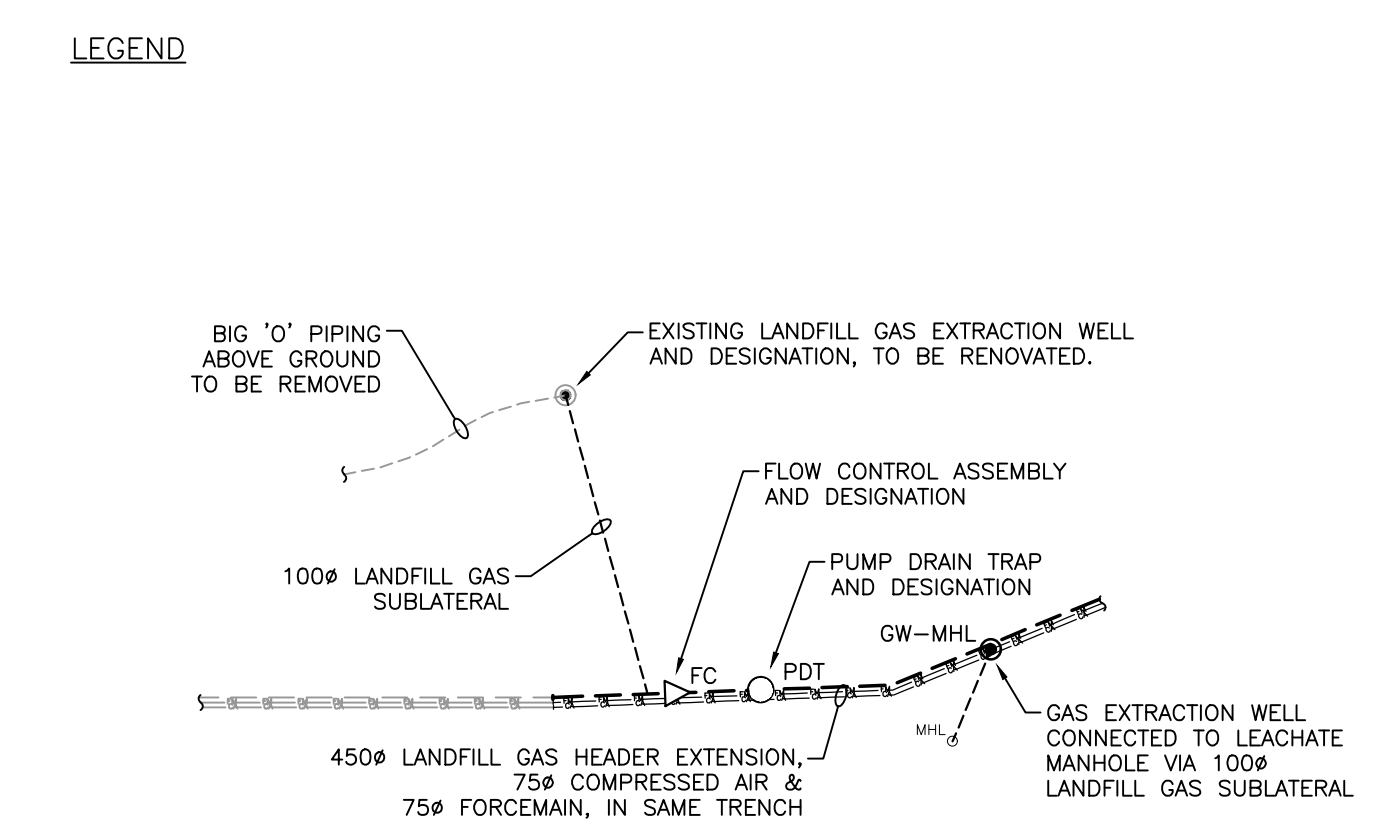 LEGEND
BIG 'O' PIPING
ABOVE GROUND
TO BE REMOVED
EXISTING LANDFILL GAS EXTRACTION WELL
AND DESIGNATION, TO BE RENOVATED.
FLOW CONTROL ASSEMBLY
AND DESIGNATION
100ø LANDFILL GAS
SUBLATERAL
PUMP DRAIN TRAP
AND DESIGNATION
GW-MHL
FC
PDT
MHL
450ø LANDFILL GAS HEADER EXTENSION,
75ø COMPRESSED AIR &
75ø FORCEMAIN, IN SAME TRENCH
GAS EXTRACTION WELL
CONNECTED TO LEACHATE
MANHOLE VIA 100ø
LANDFILL GAS SUBLATERAL